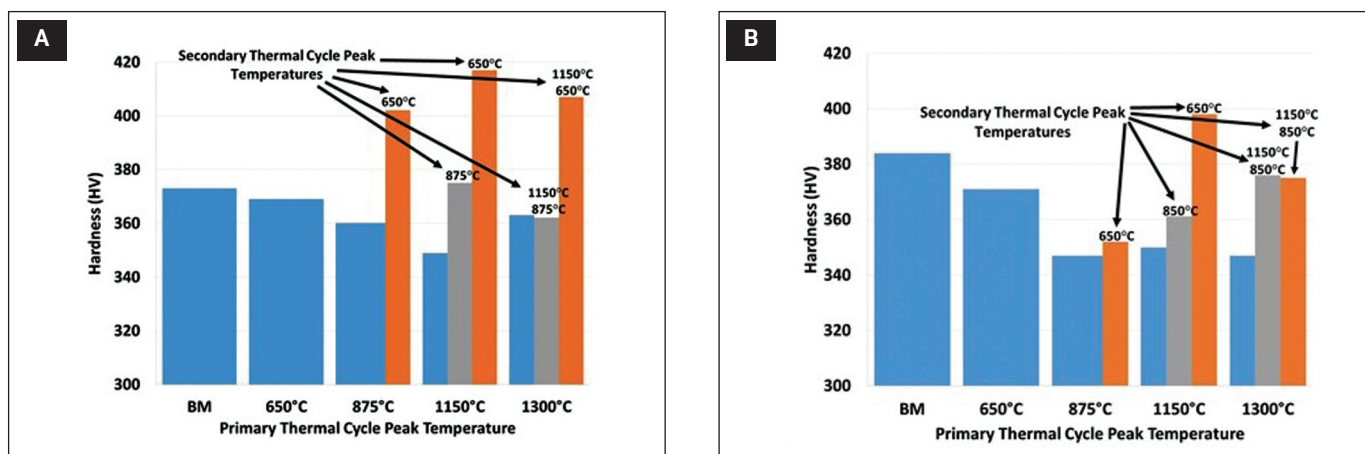 A
Secondary Thermal Cycle Peak
Temperatures
Hardness (HV)
420
400
380
360
340
320
300
650°C
875°C
650°C
1150°C
650°C
1150°C
875°C
BM 650°C 875°C 1150°C 1300°C
Primary Thermal Cycle Peak Temperature
B
Secondary Thermal Cycle Peak
Temperatures
Hardness (HV)
420
400
380
360
340
320
300
650°C
850°C
650°C
1150°C
850°C
1150°C
850°C
BM 650°C 875°C 1150°C 1300°C
Primary Thermal Cycle Peak Temperature